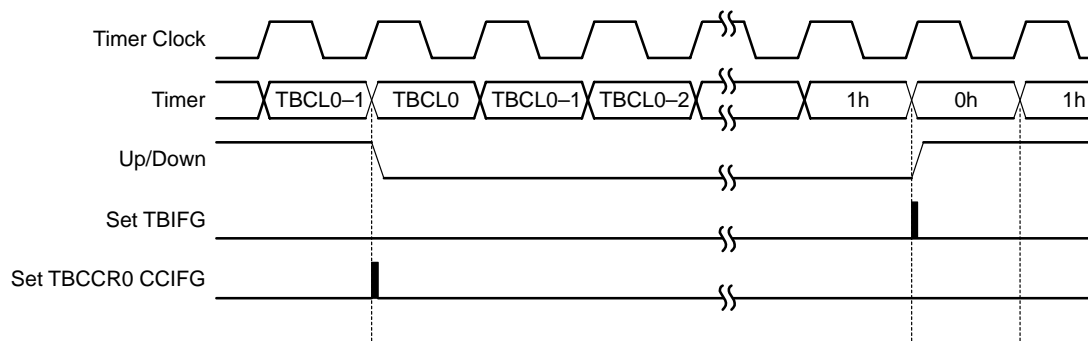 Timer Clock
Timer TBCL0–1 TBCL0 TBCL0–1 TBCL0–2 1h 0h 1h
Up/Down
Set TBIFG
Set TBCCR0 CCIFG